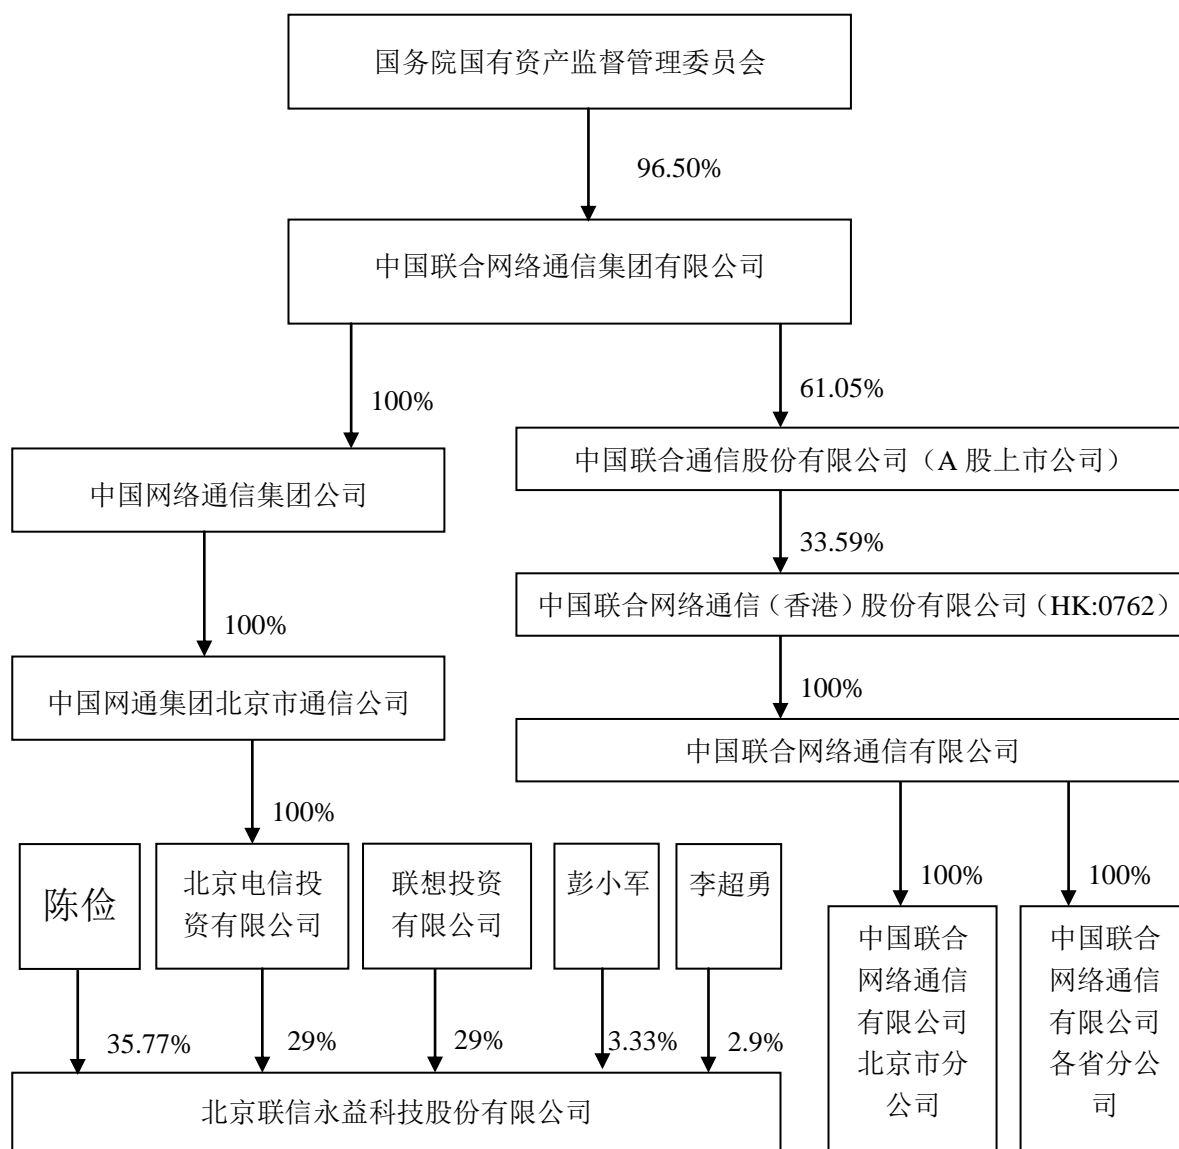 国务院国有资产监督管理委员会
96.50%
中国联合网络通信集团有限公司
100%
61.05%
中国联合通信股份有限公司（A 股上市公司）
中国网络通信集团公司
33.59%
中国联合网络通信（香港）股份有限公司（HK:0762）
100%
中国网通集团北京市通信公司
100%
中国联合网络通信有限公司
100%
陈俭
北京电信投
资有限公司
联想投资
有限公司
彭小军
李超勇
100%
100%
中国联合
网络通信
有限公司
北京市分
公司
中国联合
网络通信
有限公司
各省分公
司
35.77%
29%
29%
3.33%
2.9%
北京联信永益科技股份有限公司